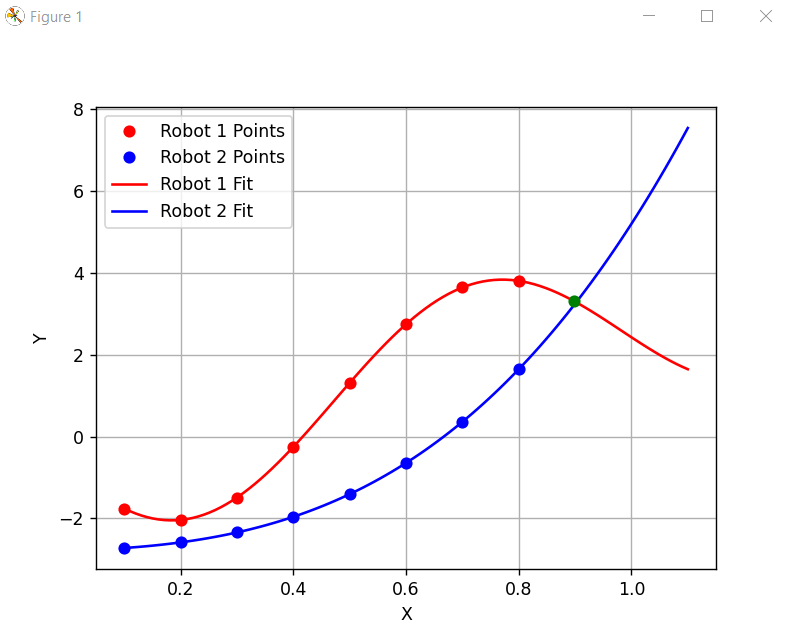 Figure 1
Robot 1 Points
Robot 2 Points
Robot 1 Fit
Robot 2 Fit
8
6
4
2
0
−2
Y
0.2 0.4 0.6 0.8 1.0
X